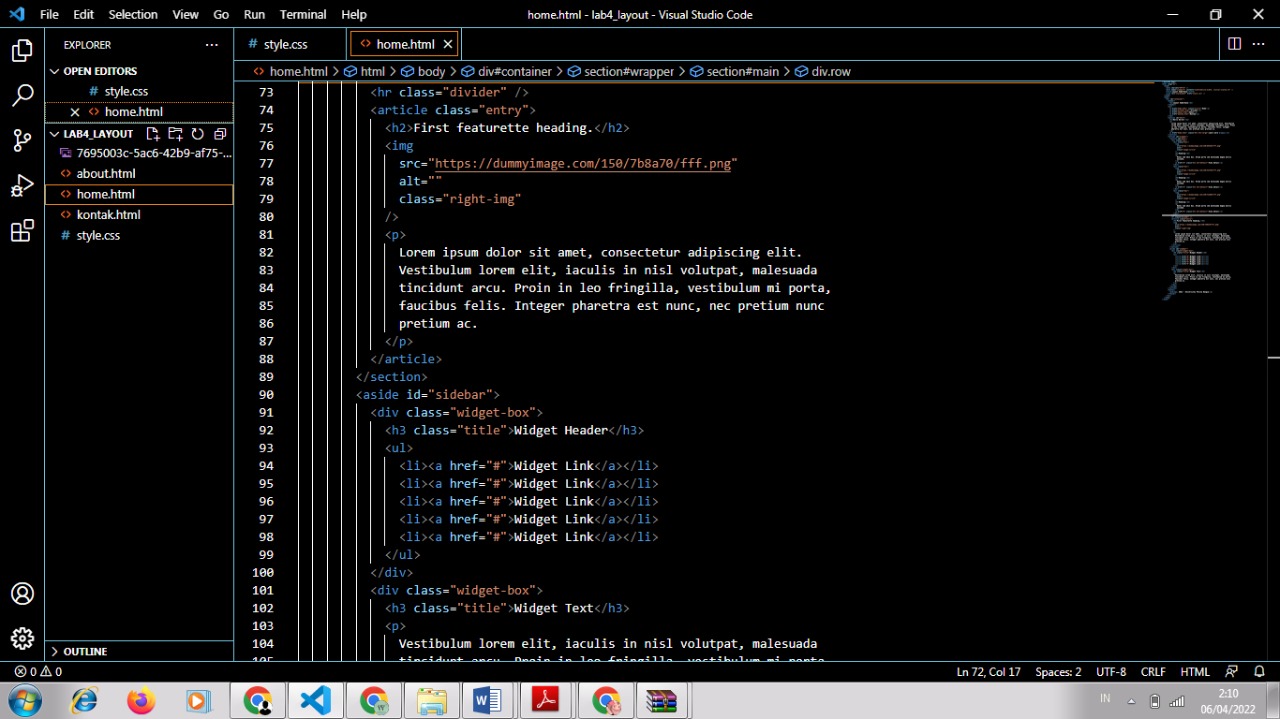 File Edit Selection View Go Run Terminal Help
home.html - lab4_layout - Visual Studio Code
EXPLORER
OPEN EDITORS
style.css
home.html
LAB4_LAYOUT
7695003c-5ac6-42b9-af75-...
about.html
home.html
kontak.html
style.css
OUTLINE
style.css home.html
home.html > html > body > div#container > section#wrapper > section#main > div.row
73 <hr class="divider" />
74 <article class="entry">
75 <h2>First featurete heading.</h2>
76 <img
77 src="https://dummyimage.com/150/7b8a70/fff.png"
78 alt=""
79 class="right-img"
80 />
81 <p>
82 Lorem ipsum dolor sit amet, consectetur adipiscing elit.
83 Vestibulum lorem elit, iaculis in nisl volutpat, malesuada
84 tincidunt arcu. Proin in leo fringilla, vestibulum mi porta,
85 faucibus felis. Integer pharetra est nunc, nec pretium nunc
86 pretium ac.
87 </p>
88 </article>
89 </section>
90 <aside id="sidebar">
91 <div class="widget-box">
92 <h3 class="title">Widget Header</h3>
93 <ul>
94 <li><a href="#">Widget Link</a></li>
95 <li><a href="#">Widget Link</a></li>
96 <li><a href="#">Widget Link</a></li>
97 <li><a href="#">Widget Link</a></li>
98 <li><a href="#">Widget Link</a></li>
99 </ul>
100 </div>
101 <div class="widget-box">
102 <h3 class="title">Widget Text</h3>
103 <p>
104 Vestibulum lorem elit, iaculis in nisl volutpat, malesuada
105 tincidunt arcu. Proin in leo fringilla, vestibulum mi porta,
0 0
Ln 72, Col 17 Spaces: 2 UTF-8 CRLF HTML
IN
2:10
06/04/2022